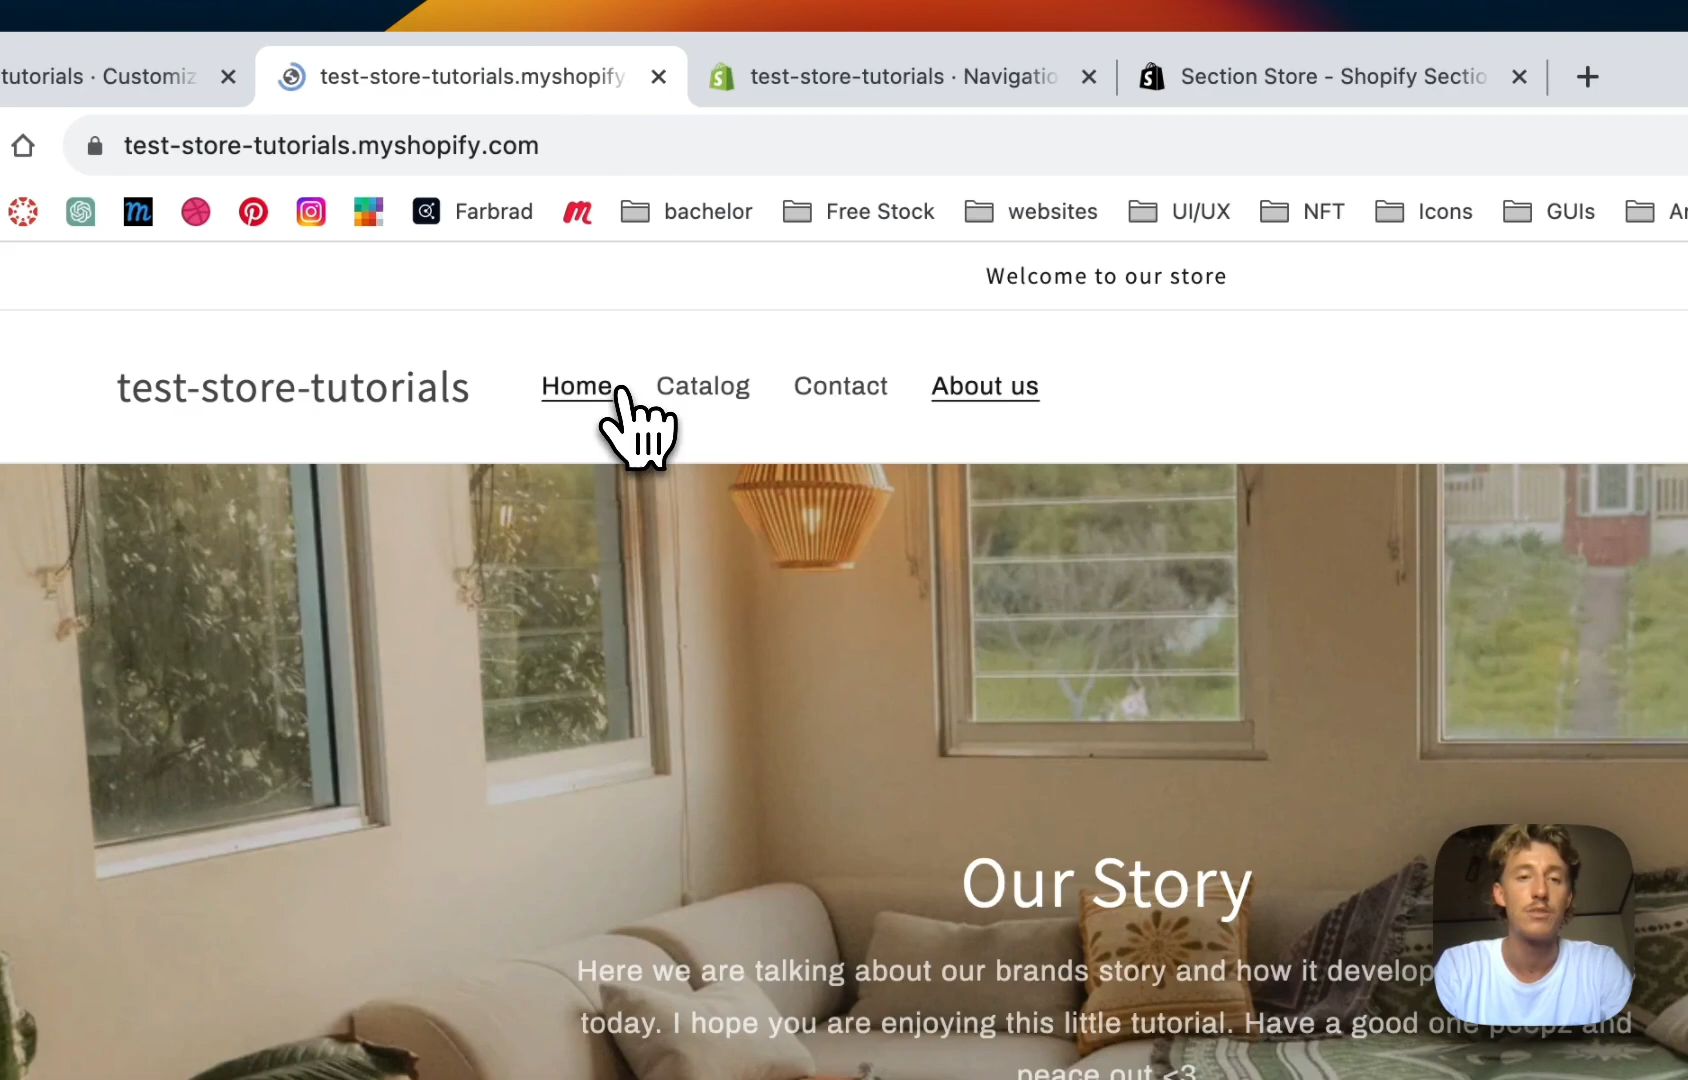 tutorials · Customiz
test-store-tutorials.myshopify
test-store-tutorials · Navigatio
Section Store - Shopify Sectio
test-store-tutorials.myshopify.com
Farbrad
bachelor
Free Stock
websites
UI/UX
NFT
Icons
GUIs
Welcome to our store
test-store-tutorials
Home
Catalog
Contact
About us
Our Story
Here we are talking about our brands story and how it develop
today. I hope you are enjoying this little tutorial. Have a good one peepz and
peace out <3